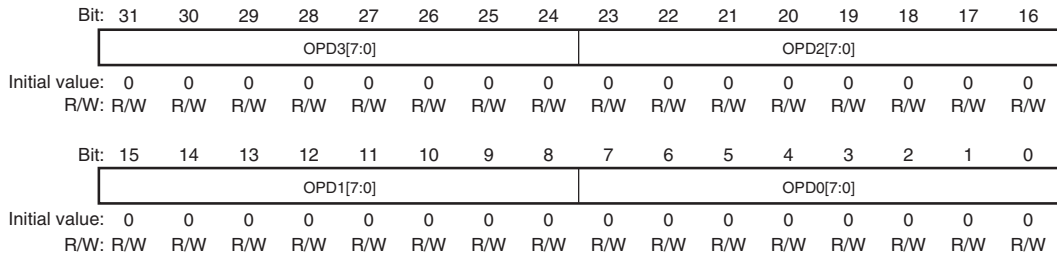 Bit: 31 30 29 28 27 26 25 24 23 22 21 20 19 18 17 16
OPD3[7:0] OPD2[7:0]
Initial value: 0 0 0 0 0 0 0 0 0 0 0 0 0 0 0 0
R/W: R/W R/W R/W R/W R/W R/W R/W R/W R/W R/W R/W R/W R/W R/W R/W R/W
Bit: 15 14 13 12 11 10 9 8 7 6 5 4 3 2 1 0
OPD1[7:0] OPD0[7:0]
Initial value: 0 0 0 0 0 0 0 0 0 0 0 0 0 0 0 0
R/W: R/W R/W R/W R/W R/W R/W R/W R/W R/W R/W R/W R/W R/W R/W R/W R/W